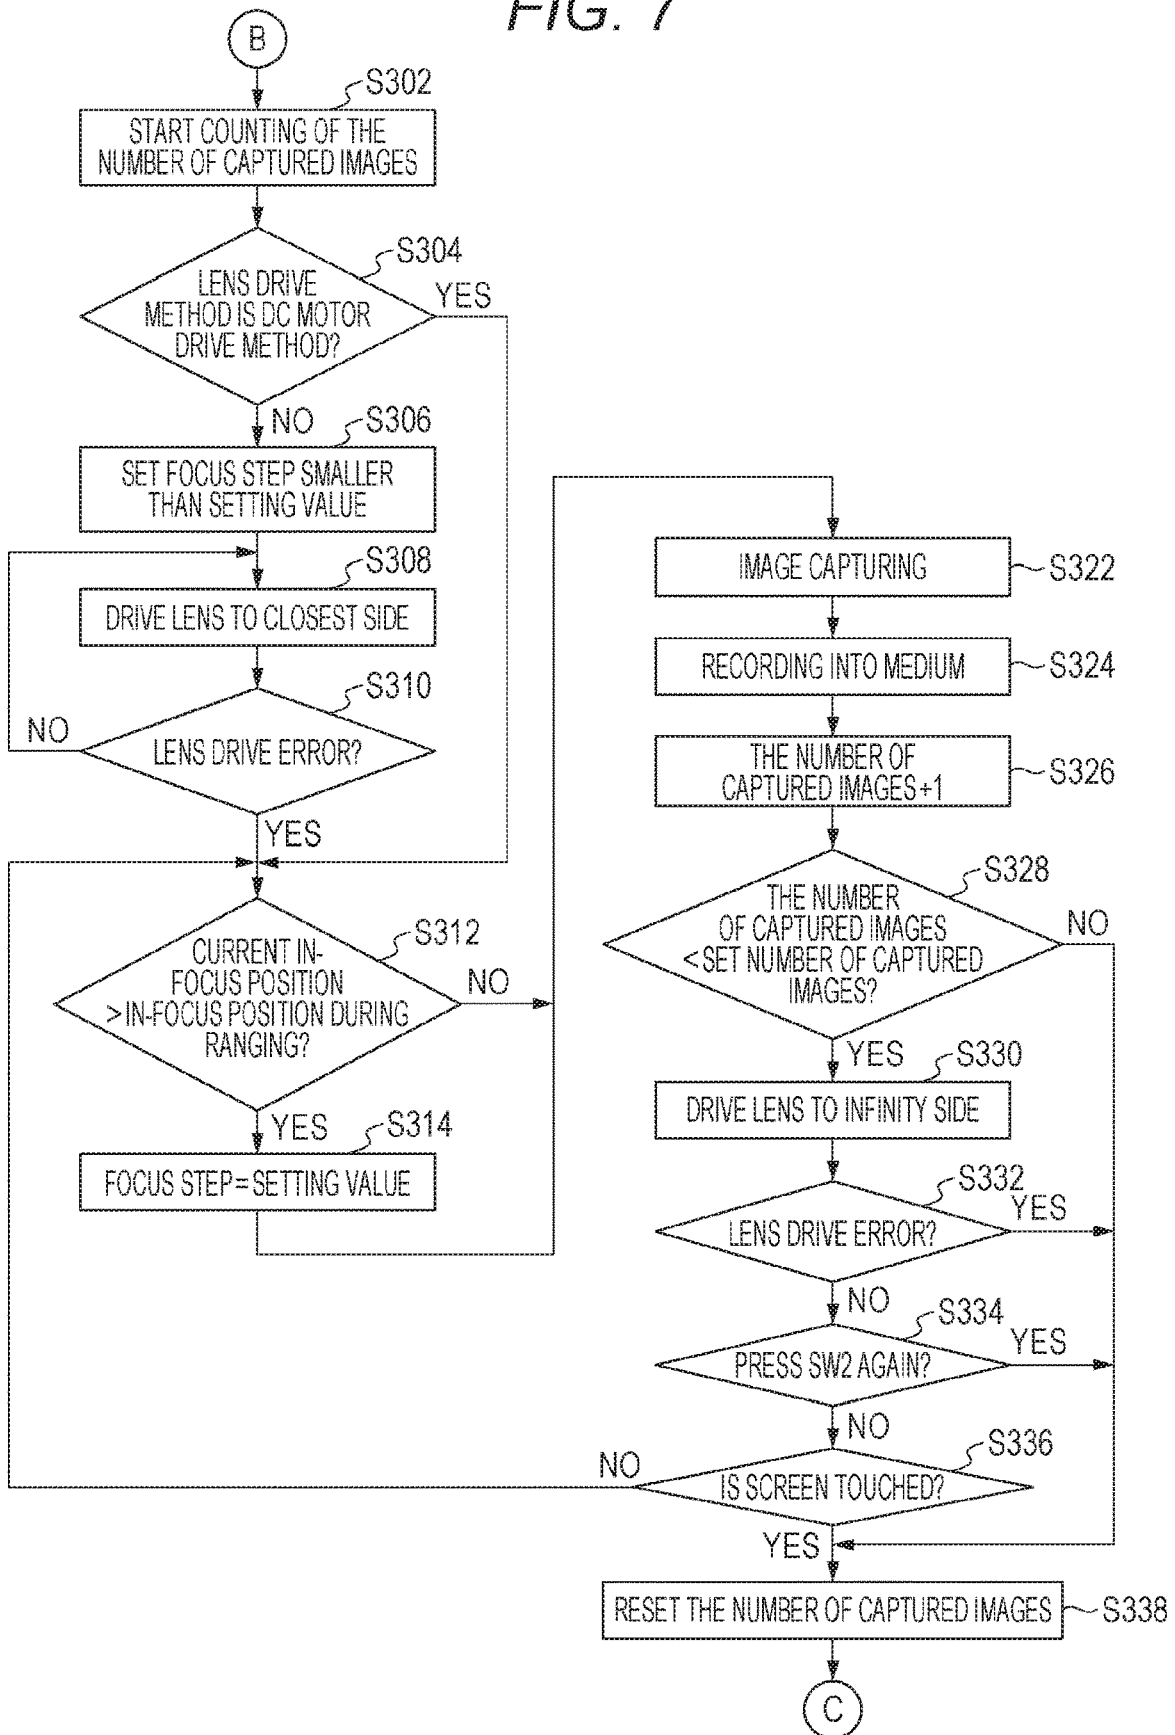 FIG. 7
B
S302
START COUNTING OF THE
NUMBER OF CAPTURED IMAGES
S304
LENS DRIVE
METHOD IS DC MOTOR
DRIVE METHOD?
YES
NO
S306
SET FOCUS STEP SMALLER
THAN SETTING VALUE
S308
DRIVE LENS TO CLOSEST SIDE
S310
LENS DRIVE ERROR?
NO
YES
S312
CURRENT IN-
FOCUS POSITION
>IN-FOCUS POSITION DURING
RANGING?
NO
YES
S314
FOCUS STEP=SETTING VALUE
IMAGE CAPTURING
S322
RECORDING INTO MEDIUM
S324
THE NUMBER OF
CAPTURED IMAGES+1
S326
S328
THE NUMBER
OF CAPTURED IMAGES
<SET NUMBER OF CAPTURED
IMAGES?
NO
YES
S330
DRIVE LENS TO INFINITY SIDE
S332
LENS DRIVE ERROR?
YES
NO
S334
PRESS SW2 AGAIN?
YES
NO
S336
IS SCREEN TOUCHED?
NO
YES
RESET THE NUMBER OF CAPTURED IMAGES
S338
C